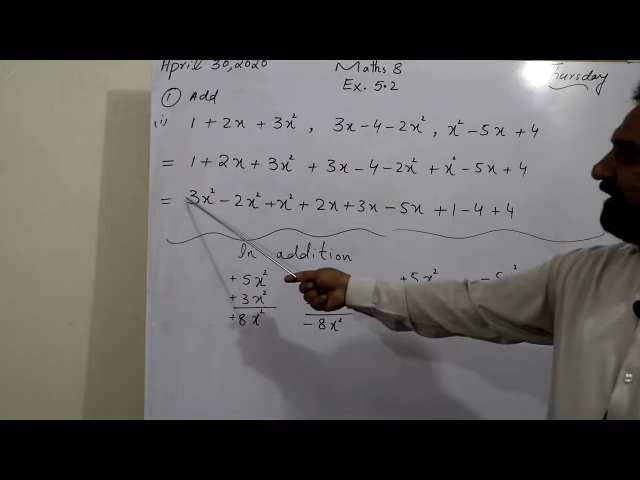 April 30, 2020 Maths 8 Thursday
Ex. 5.2
① Add
(i) 1 + 2x + 3x², 3x - 4 - 2x², x² - 5x + 4
= 1 + 2x + 3x² + 3x - 4 - 2x² + x² - 5x + 4
= 3x² - 2x² + x² + 2x + 3x - 5x + 1 - 4 + 4
In addition
+ 5x² + 5x² - 5x²
+ 3x²
+ 8x² - 8x²